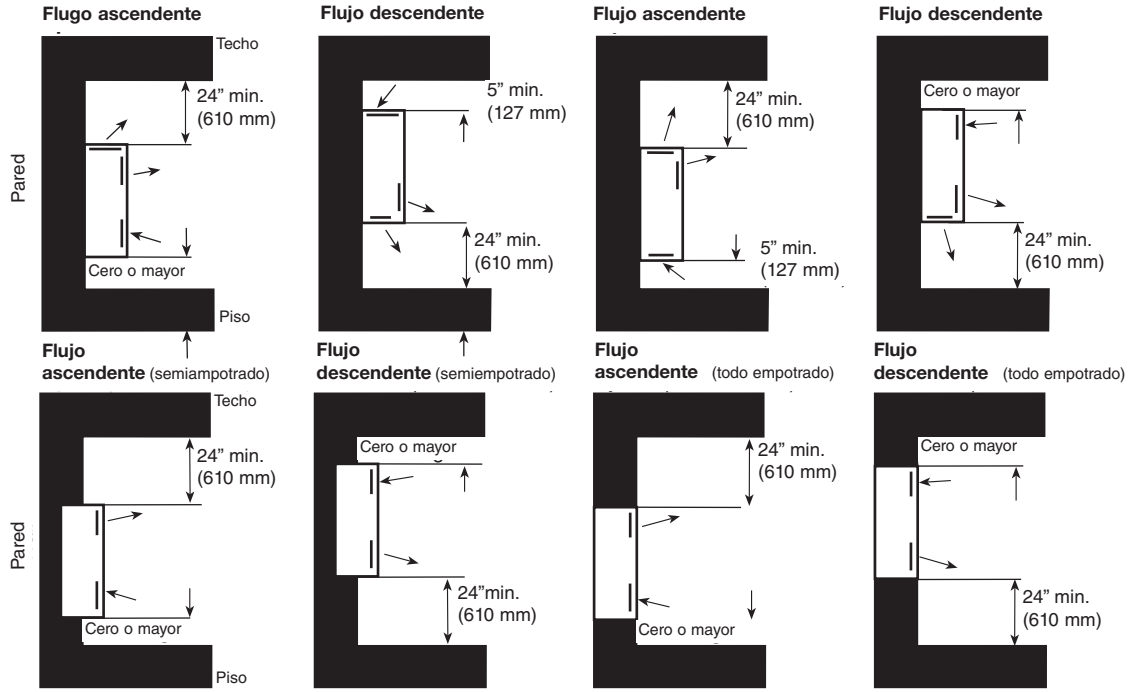 Flugo ascendente
Flujo descendente
Flujo ascendente
Flujo descendente
Techo
24” min.
(610 mm)
Pared
Cero o mayor
Piso
5” min.
(127 mm)
24” min.
(610 mm)
24” min.
(610 mm)
5” min.
(127 mm)
Cero o mayor
24” min.
(610 mm)
Flujo
ascendente (semiampotrado)
Flujo
descendente (semiempotrado)
Flujo
ascendente (todo empotrado)
Flujo
descendente (todo empotrado)
Techo
24” min.
(610 mm)
Pared
Cero o mayor
Piso
Cero o mayor
24”min.
(610 mm)
24” min.
(610 mm)
Cero o mayor
Cero o mayor
24” min.
(610 mm)